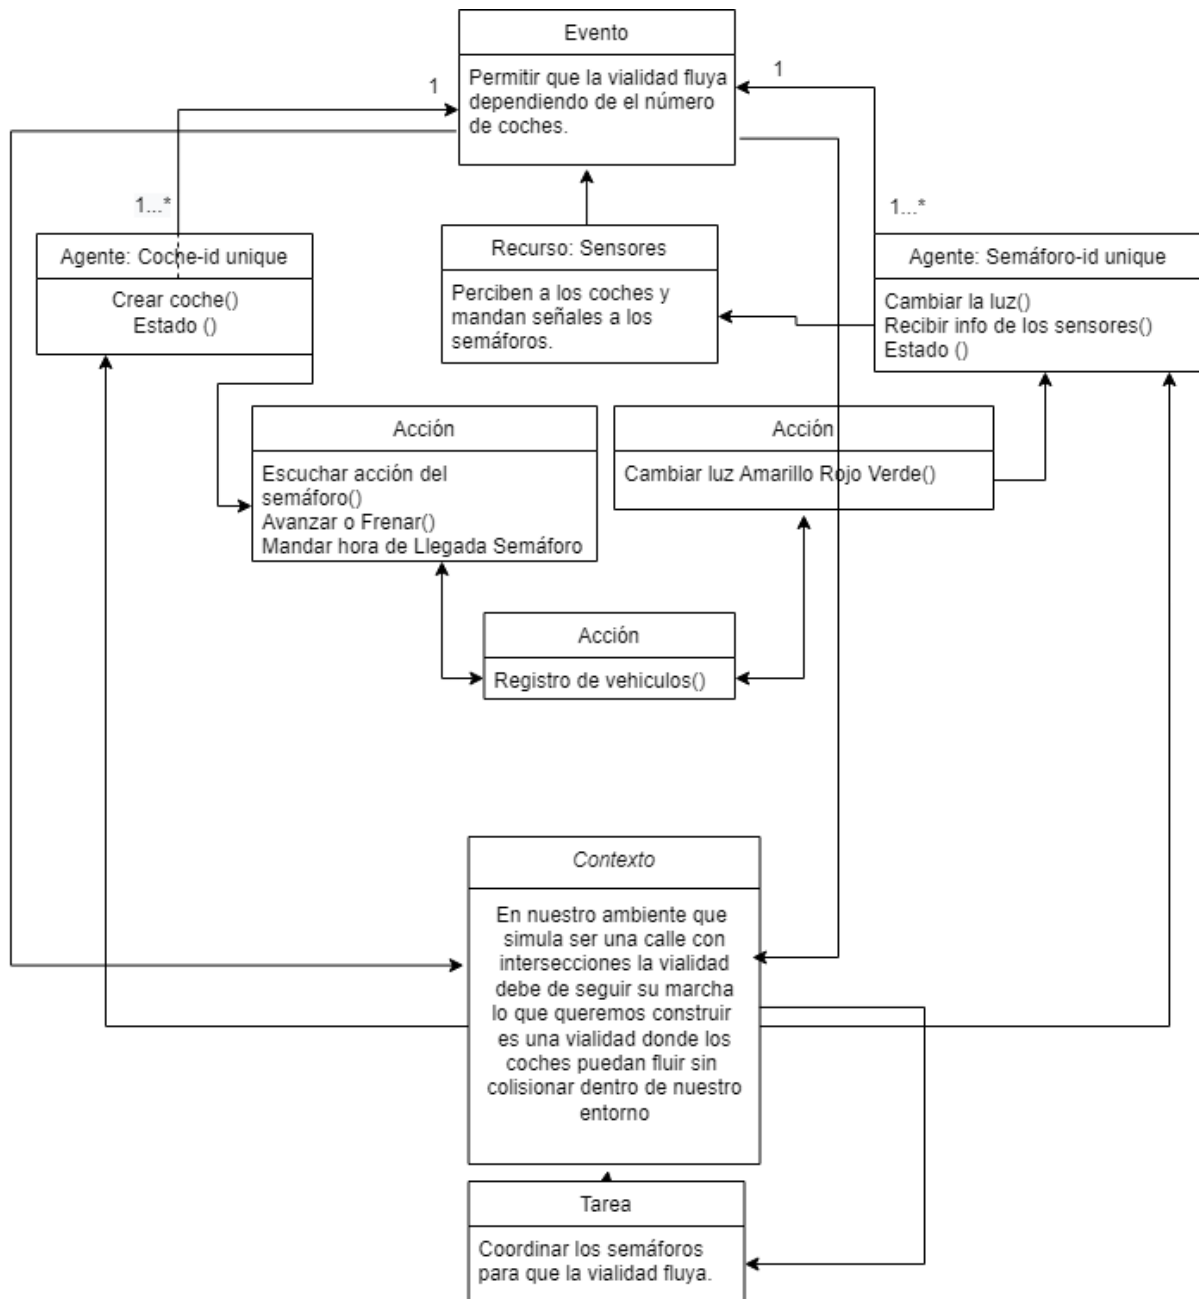 Evento
Permitir que la vialidad fluya
dependiendo de el número
de coches.
1
1
1...*
1...*
Agente: Coche-id unique
Crear coche()
Estado ()
Recurso: Sensores
Perciben a los coches y
mandan señales a los
semáforos.
Agente: Semáforo-id unique
Cambiar la luz()
Recibir info de los sensores()
Estado ()
Acción
Escuchar acción del
semáforo()
Avanzar o Frenar()
Mandar hora de Llegada Semáforo
Acción
Cambiar luz Amarillo Rojo Verde()
Acción
Registro de vehiculos()
Contexto
En nuestro ambiente que
simula ser una calle con
intersecciones la vialidad
debe de seguir su marcha
lo que queremos construir
es una vialidad donde los
coches puedan fluir sin
colisionar dentro de nuestro
entorno
Tarea
Coordinar los semáforos
para que la vialidad fluya.